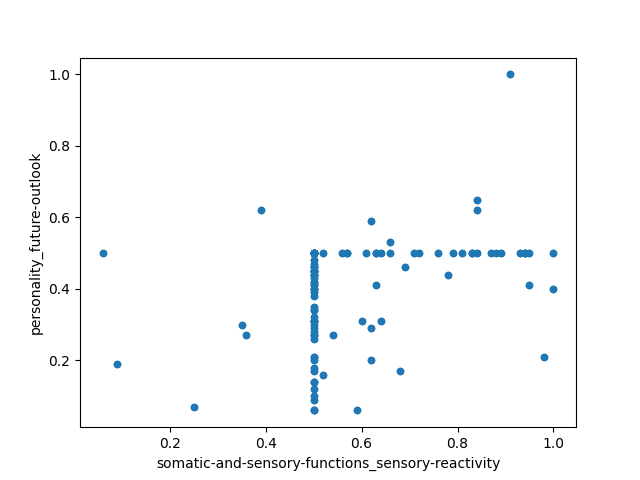 1.0
0.8
0.6
0.4
0.2
personality_future-outlook
0.2 0.4 0.6 0.8 1.0
somatic-and-sensory-functions_sensory-reactivity